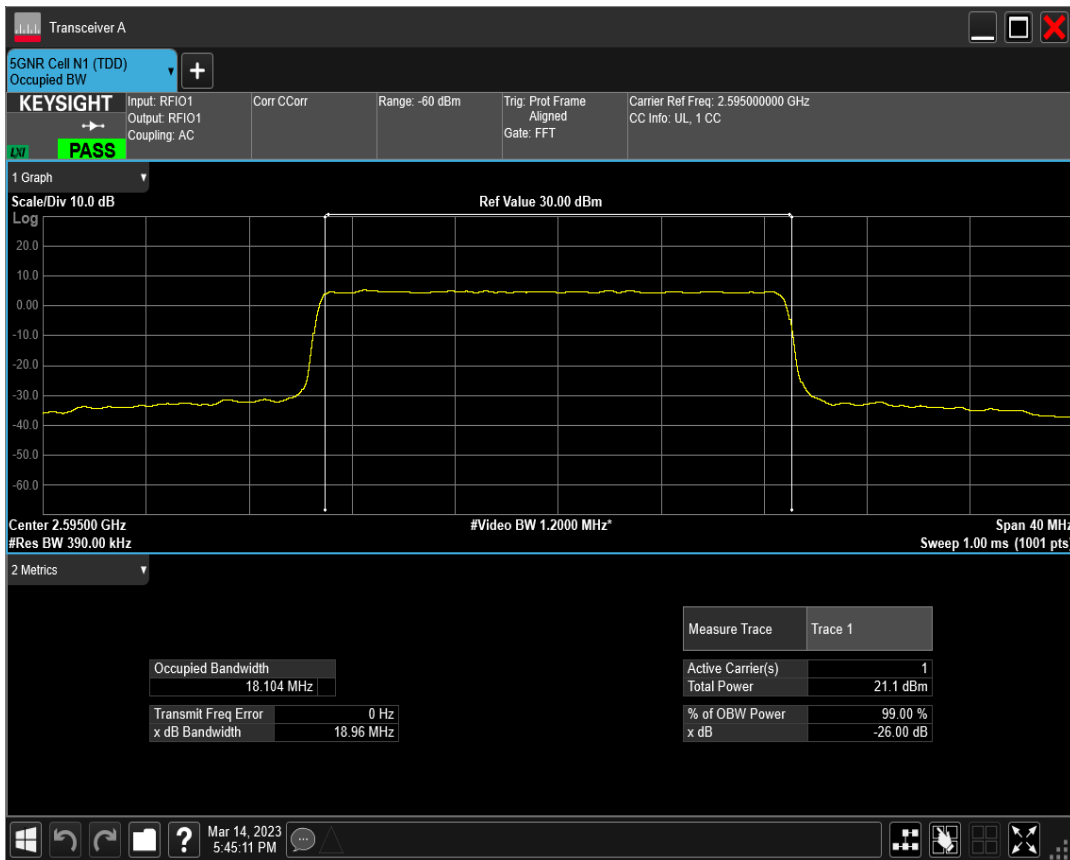 Transceiver A
5GNR Cell N1 (TDD)
Occupied BW
KEYSIGHT
LXI
PASS
Input: RFIO1
Output: RFIO1
Coupling: AC
Corr CCorr
Range: -60 dBm
Trig: Prot Frame
Aligned
Gate: FFT
Carrier Ref Freq: 2.595000000 GHz
CC Info: UL, 1 CC
1 Graph
Scale/Div 10.0 dB
Ref Value 30.00 dBm
Log
20.0
10.0
0.00
-10.0
-20.0
-30.0
-40.0
-50.0
-60.0
Center 2.59500 GHz
#Video BW 1.2000 MHz*
Span 40 MHz
#Res BW 390.00 kHz
Sweep 1.00 ms (1001 pts)
2 Metrics
Measure Trace Trace 1
Occupied Bandwidth
18.104 MHz
Active Carrier(s) 1
Total Power 21.1 dBm
Transmit Freq Error 0 Hz
x dB Bandwidth 18.96 MHz
% of OBW Power 99.00 %
x dB -26.00 dB
Mar 14, 2023
5:45:11 PM